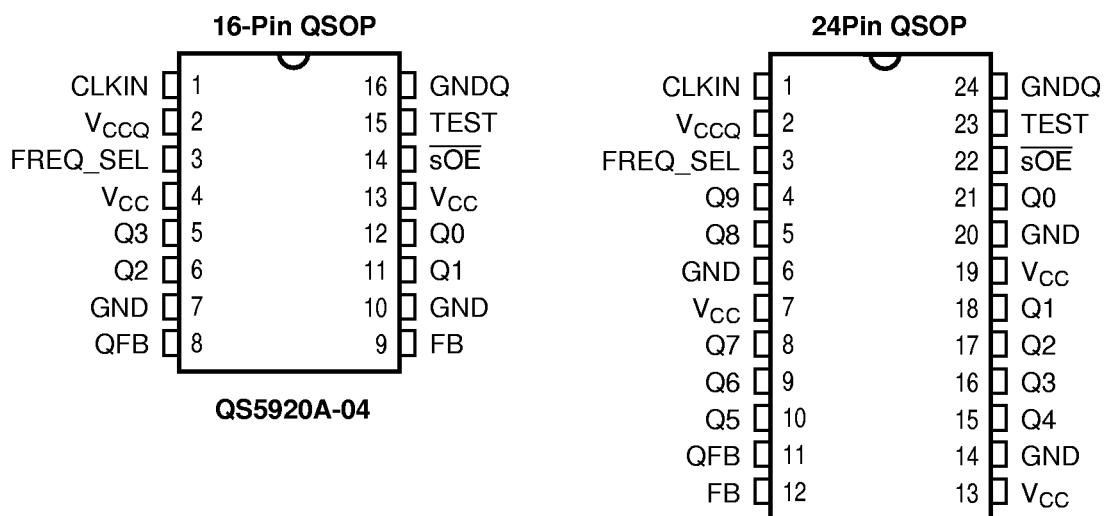 16-Pin QSOP
CLKIN 1 16 GNDQ
VCCQ 2 15 TEST
FREQ_SEL 3 14 sOE
VCC 4 13 VCC
Q3 5 12 Q0
Q2 6 11 Q1
GND 7 10 GND
QFB 8 9 FB
QS5920A-04
24Pin QSOP
CLKIN 1 24 GNDQ
VCCQ 2 23 TEST
FREQ_SEL 3 22 sOE
Q9 4 21 Q0
Q8 5 20 GND
GND 6 19 VCC
VCC 7 18 Q1
Q7 8 17 Q2
Q6 9 16 Q3
Q5 10 15 Q4
QFB 11 14 GND
FB 12 13 VCC